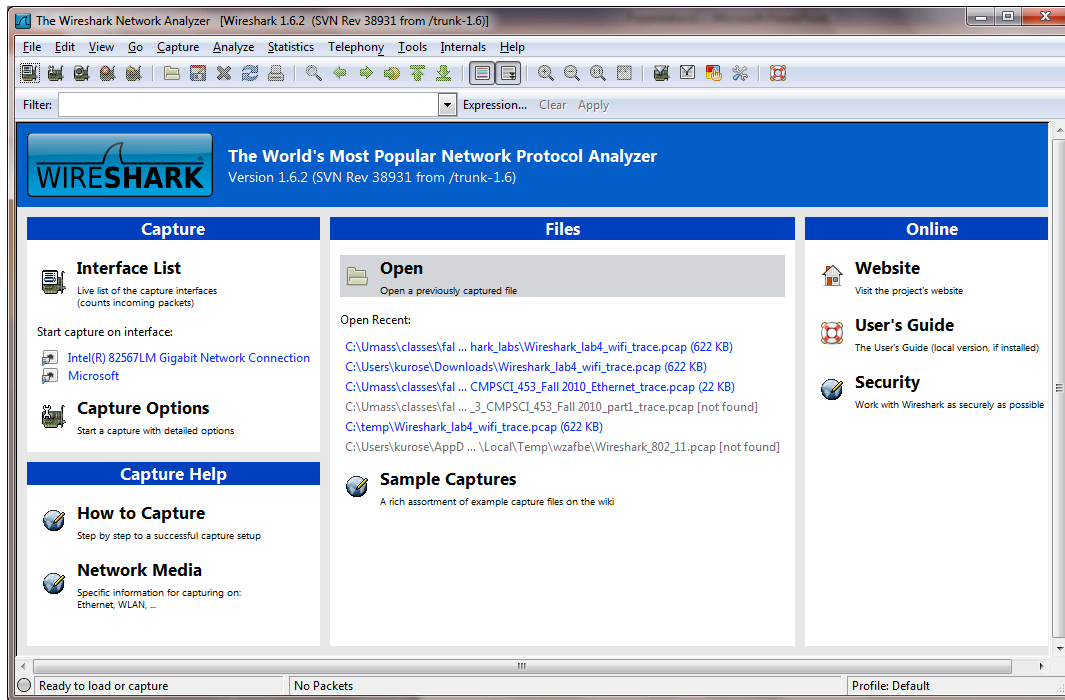 The Wireshark Network Analyzer [Wireshark 1.6.2 (SVN Rev 38931 from /trunk-1.6)]
File Edit View Go Capture Analyze Statistics Telephony Tools Internals Help
Filter: Expression... Clear Apply
WIRESHARK
The World's Most Popular Network Protocol Analyzer
Version 1.6.2 (SVN Rev 38931 from /trunk-1.6)
Capture
Interface List
Live list of the capture interfaces
(counts incoming packets)
Start capture on interface:
Intel(R) 82567LM Gigabit Network Connection
Microsoft
Capture Options
Start a capture with detailed options
Capture Help
How to Capture
Step by step to a successful capture setup
Network Media
Specific information for capturing on:
Ethernet, WLAN, ...
Files
Open
Open a previously captured file
Open Recent:
C:\Umass\classes\fal ... hark_labs\Wireshark_lab4_wifi_trace.pcap (622 KB)
C:\Users\kurose\Downloads\Wireshark_lab4_wifi_trace.pcap (622 KB)
C:\Umass\classes\fal ... CMPSCI_453_Fall 2010_Ethernet_trace.pcap (22 KB)
C:\Umass\classes\fal ... _3_CMPSCI_453_Fall 2010_part1_trace.pcap [not found]
C:\temp\Wireshark_lab4_wifi_trace.pcap (622 KB)
C:\Users\kurose\AppD ... \Local\Temp\wzafbe\Wireshark_802_11.pcap [not found]
Sample Captures
A rich assortment of example capture files on the wiki
Online
Website
Visit the project's website
User's Guide
The User's Guide (local version, if installed)
Security
Work with Wireshark as securely as possible
Ready to load or capture
No Packets
Profile: Default